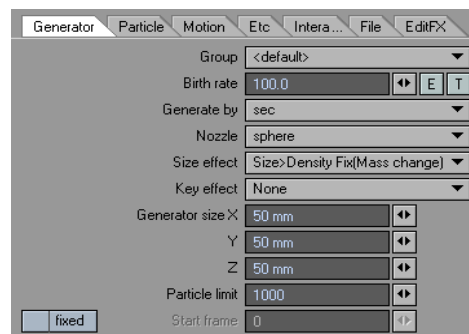 Generator Particle Motion Etc Intera... File EditFX
Group <default>
Birth rate 100.0 E T
Generate by sec
Nozzle sphere
Size effect Size>Density Fix(Mass change)
Key effect None
Generator size X 50 mm
Y 50 mm
Z 50 mm
Particle limit 1000
fixed Start frame 0